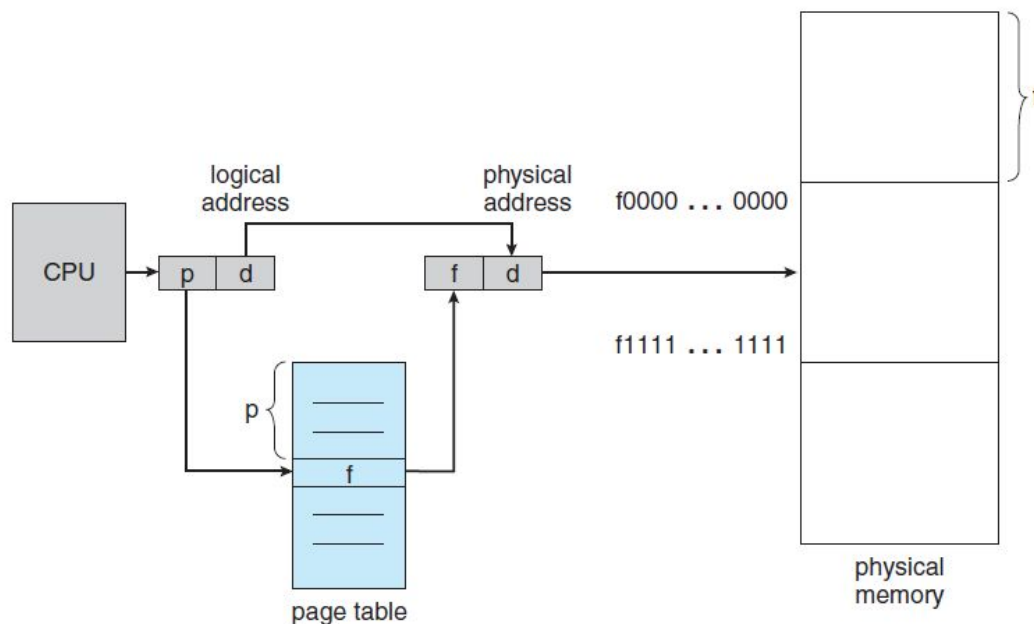 logical
address
physical
address
f0000 ... 0000
CPU
p
d
f
d
f1111 ... 1111
p
f
page table
physical
memory